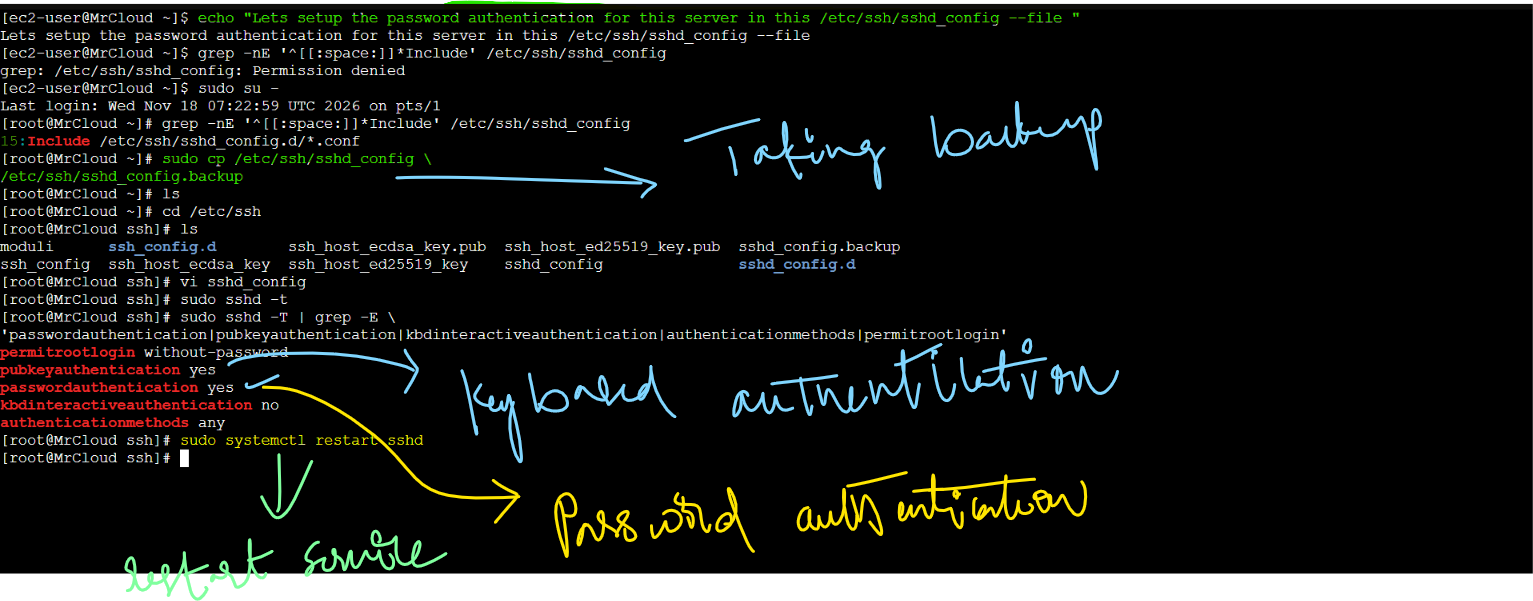 [ec2-user@MrCloud ~]$ echo "Lets setup the password authentication for this server in this /etc/ssh/sshd_config --file "
Lets setup the password authentication for this server in this /etc/ssh/sshd_config --file
[ec2-user@MrCloud ~]$ grep -nE '^[[:space:]]*Include' /etc/ssh/sshd_config
grep: /etc/ssh/sshd_config: Permission denied
[ec2-user@MrCloud ~]$ sudo su -
Last login: Wed Nov 18 07:22:59 UTC 2026 on pts/1
[root@MrCloud ~]# grep -nE '^[[:space:]]*Include' /etc/ssh/sshd_config
15:Include /etc/ssh/sshd_config.d/*.conf
[root@MrCloud ~]# sudo cp /etc/ssh/sshd_config \
/etc/ssh/sshd_config.backup
Taking backup
[root@MrCloud ~]# ls
[root@MrCloud ~]# cd /etc/ssh
[root@MrCloud ssh]# ls
moduli ssh_config.d ssh_host_ecdsa_key.pub ssh_host_ed25519_key.pub sshd_config.backup
ssh_config ssh_host_ecdsa_key ssh_host_ed25519_key sshd_config sshd_config.d
[root@MrCloud ssh]# vi sshd_config
[root@MrCloud ssh]# sudo sshd -t
[root@MrCloud ssh]# sudo sshd -T | grep -E \
'passwordauthentication|pubkeyauthentication|kbdinteractiveauthentication|authenticationmethods|permitrootlogin'
permitrootlogin without-password
pubkeyauthentication yes
passwordauthentication yes
kbdinteractiveauthentication no
authenticationmethods any
[root@MrCloud ssh]# sudo systemctl restart sshd
[root@MrCloud ssh]#
Password authentication
restart